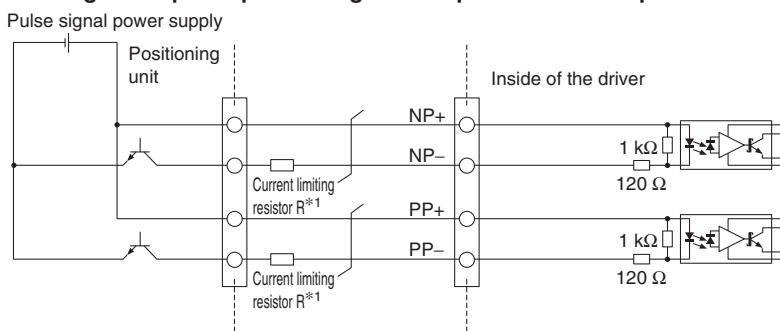 Pulse signal power supply
Positioning
unit
Inside of the driver
NP+
NP−
1 kΩ
120 Ω
Current limiting
resistor R*1
PP+
PP−
1 kΩ
120 Ω
Current limiting
resistor R*1